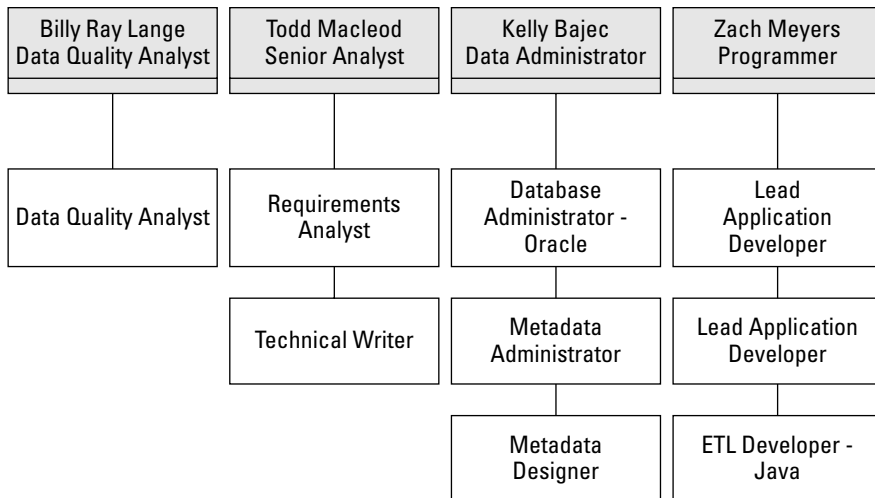 Billy Ray Lange
Data Quality Analyst
Todd Macleod
Senior Analyst
Kelly Bajec
Data Administrator
Zach Meyers
Programmer
Data Quality Analyst
Requirements
Analyst
Database
Administrator -
Oracle
Lead
Application
Developer
Technical Writer
Metadata
Administrator
Lead Application
Developer
Metadata
Designer
ETL Developer -
Java